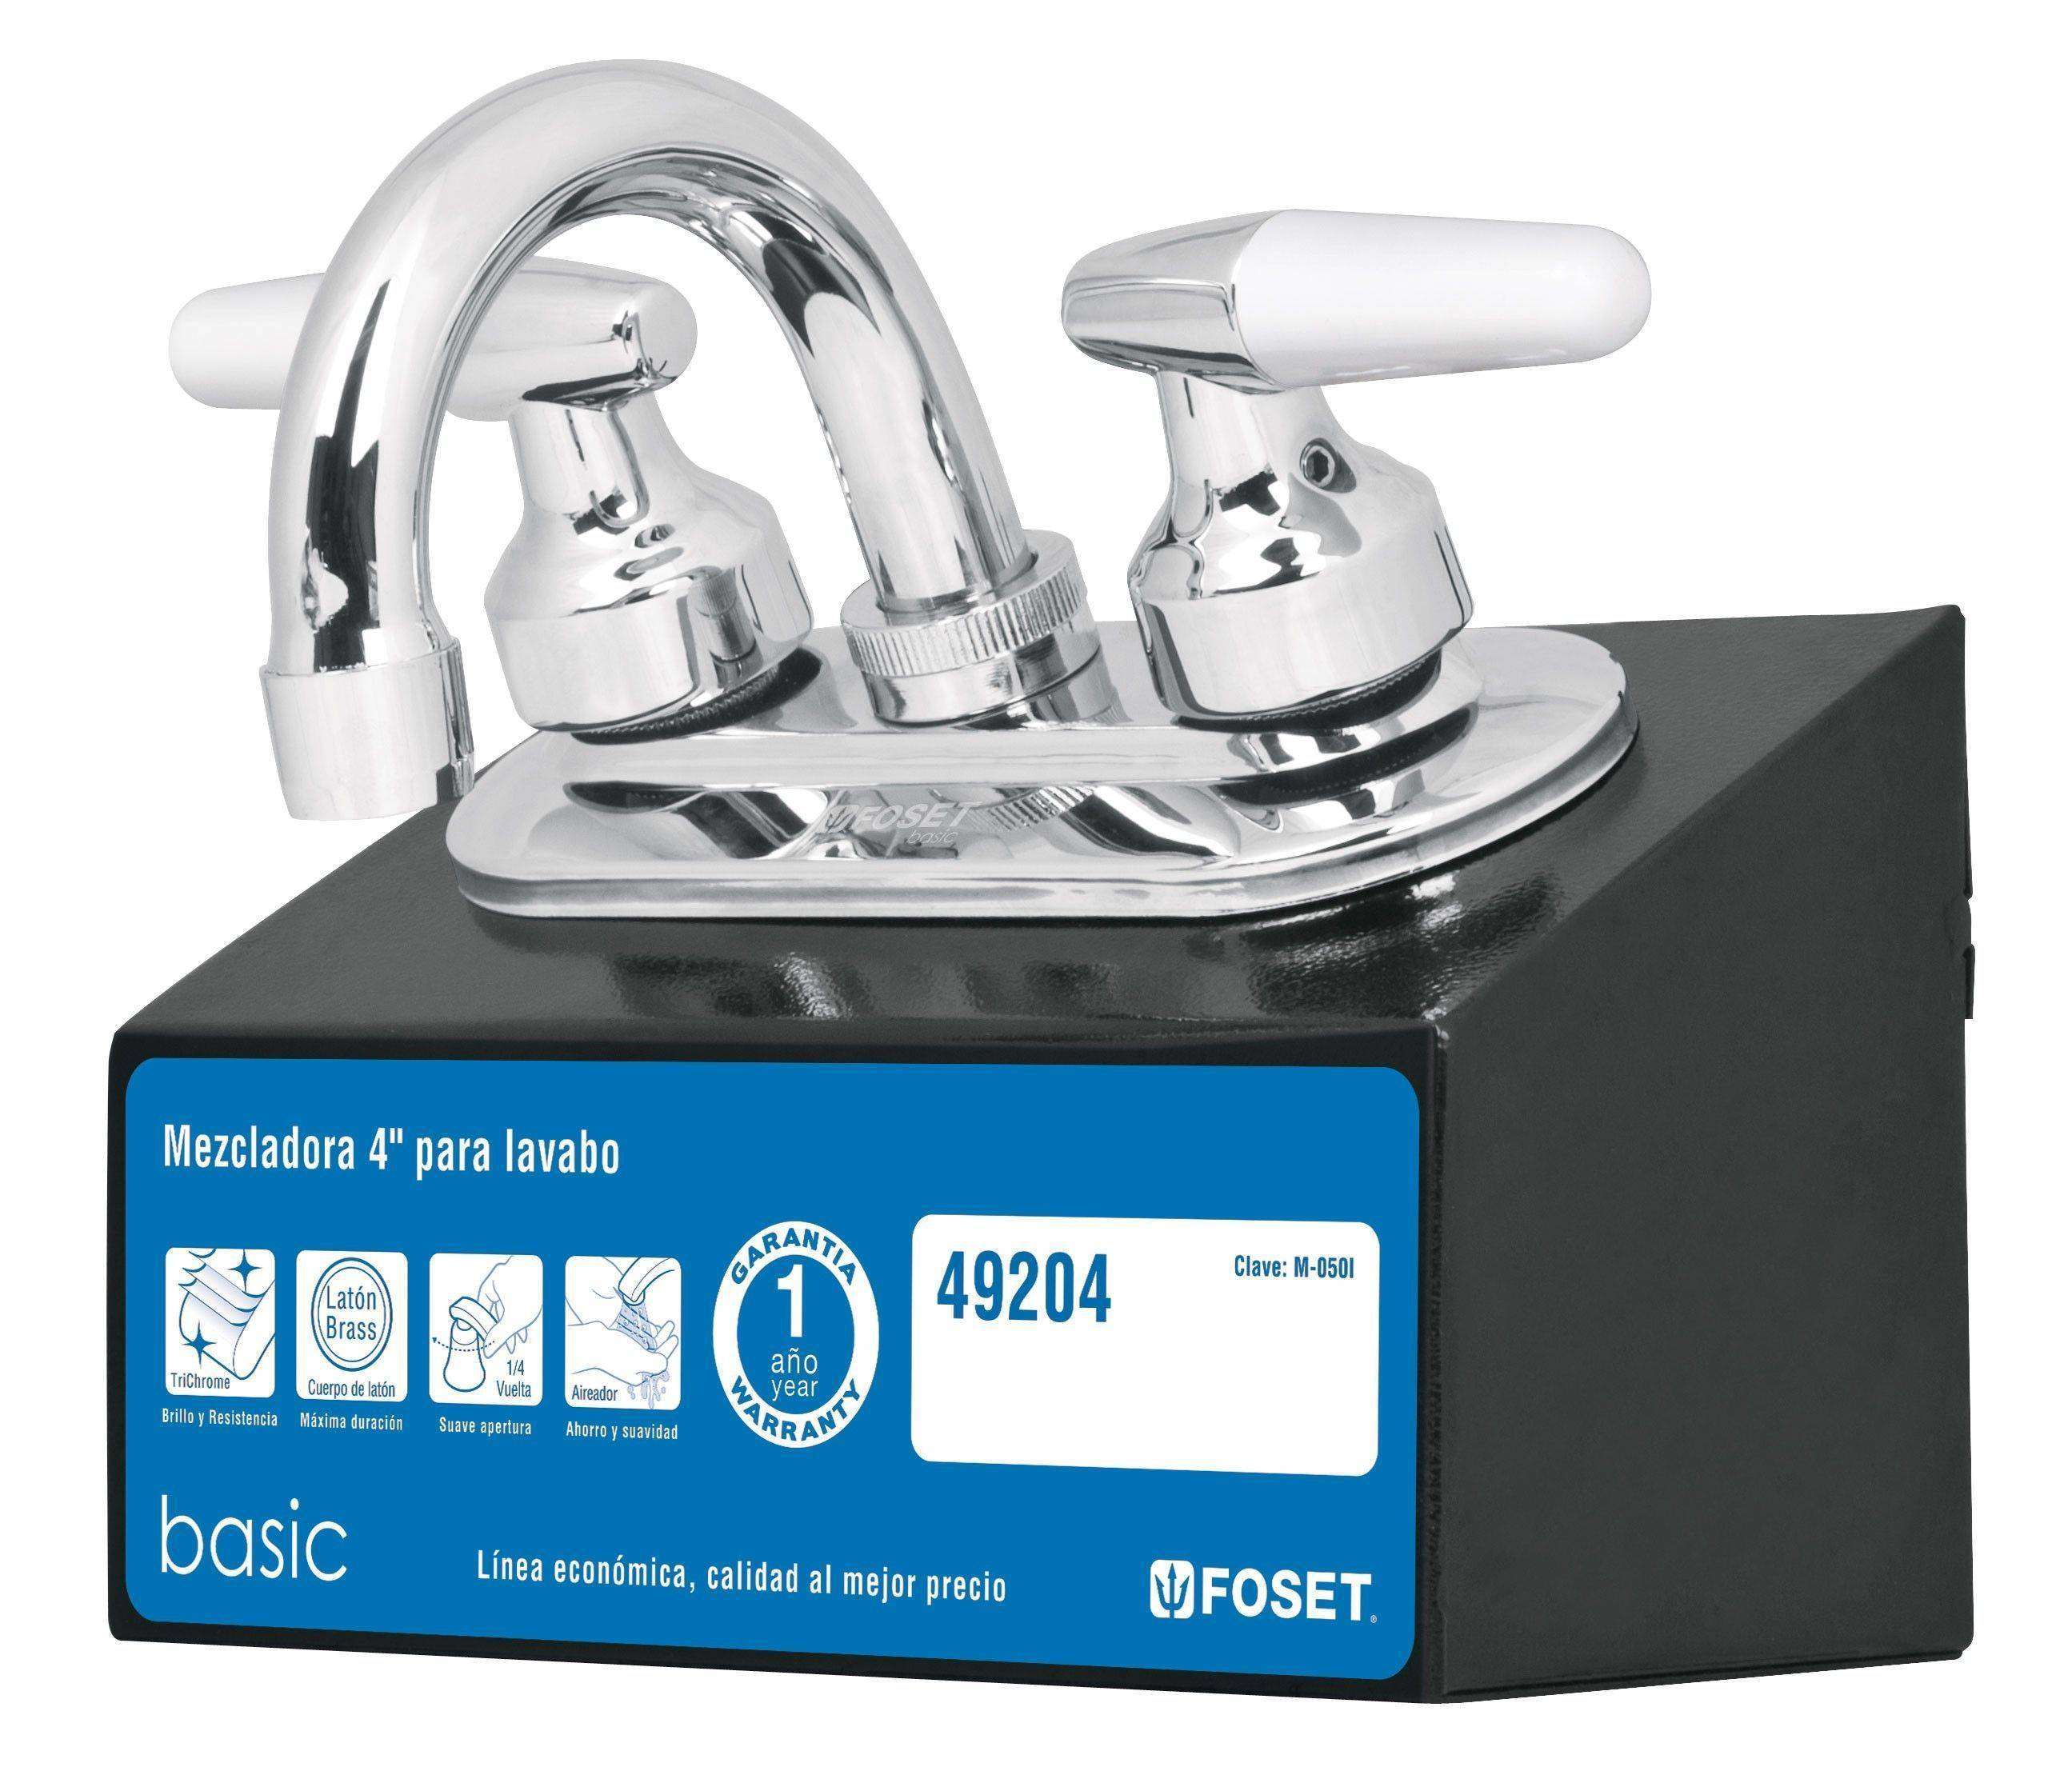 FOSET
basic
Mezcladora 4" para lavabo
TriChrome
Brillo y Resistencia
Latón
Brass
Cuerpo de latón
Máxima duración
1/4
Vuelta
Suave apertura
Aireador
Ahorro y suavidad
GARANTIA
1
año
year
WARRANTY
49204
Clave: M-050I
basic
Línea económica, calidad al mejor precio
FOSET®